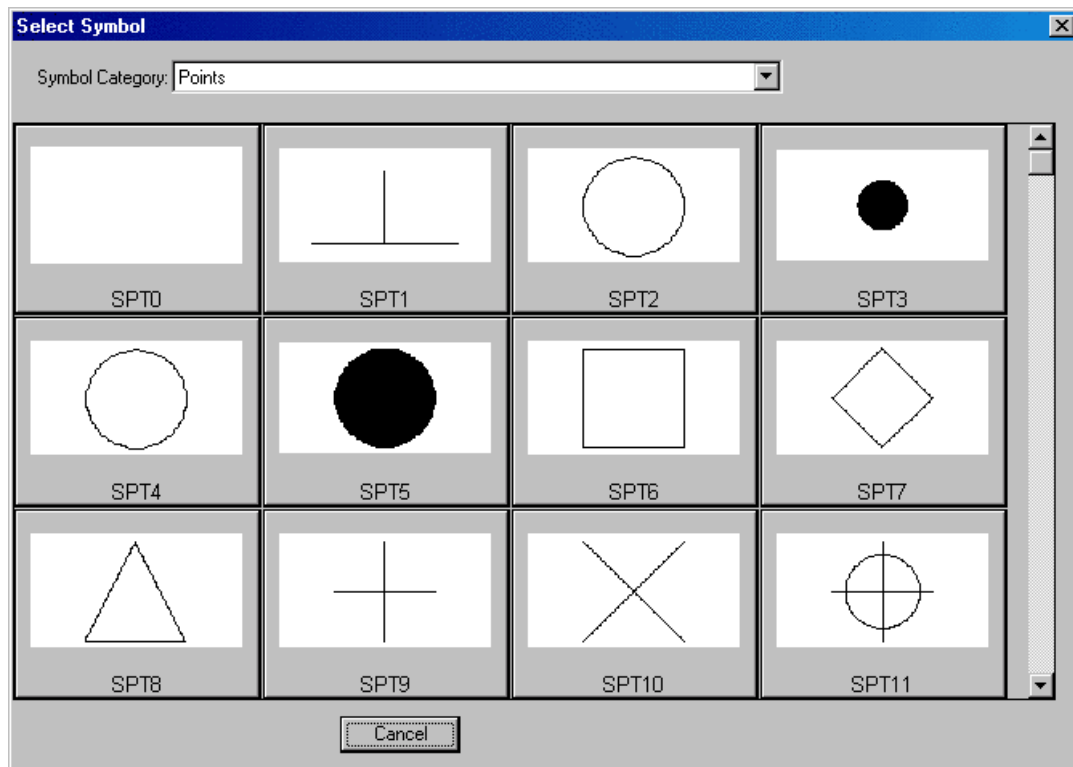 Select Symbol
Symbol Category: Points
SPT0 SPT1 SPT2 SPT3
SPT4 SPT5 SPT6 SPT7
SPT8 SPT9 SPT10 SPT11
Cancel